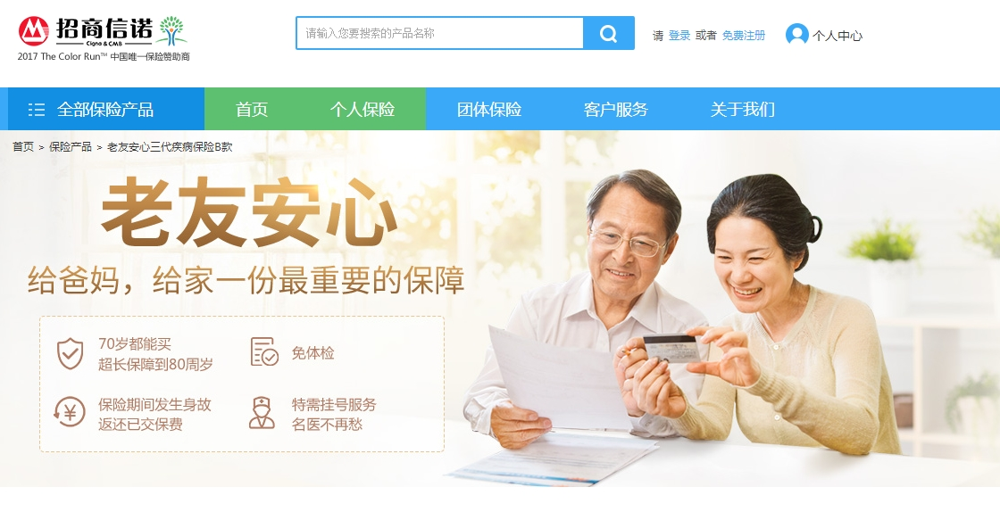 招商信诺
Cigna & CMB
2017 The Color Run™ 中国唯一保险赞助商
请输入您要搜索的产品名称
请 登录 或者 免费注册
个人中心
全部保险产品 首页 个人保险 团体保险 客户服务 关于我们
首页 > 保险产品 > 老友安心三代疾病保险B款
老友安心
给爸妈，给家一份最重要的保障
70岁都能买
超长保障到80周岁
免体检
保险期间发生身故
返还已交保费
特需挂号服务
名医不再愁